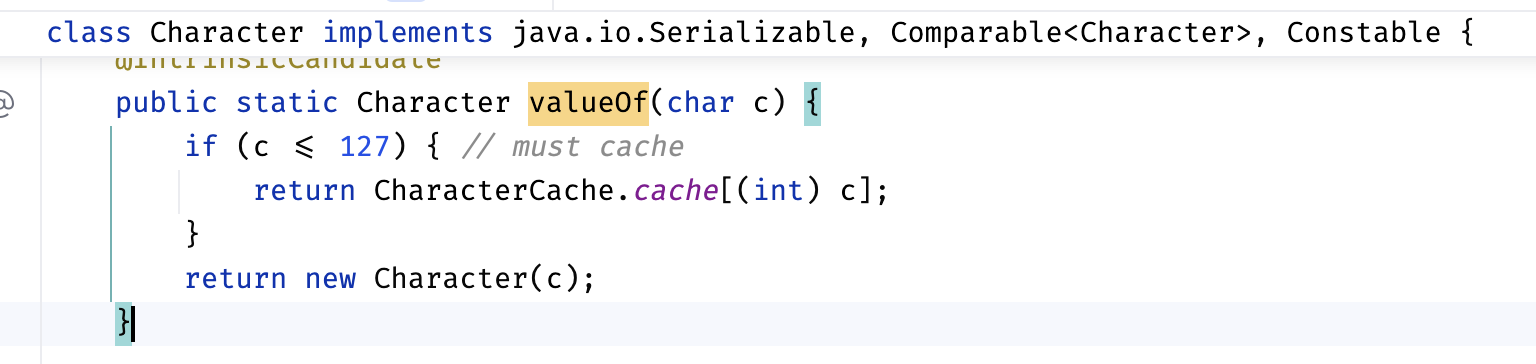 class Character implements java.io.Serializable, Comparable<Character>, Constable {
@IntrinsicCandidate
@
public static Character valueOf(char c) {
if (c <= 127) { // must cache
return CharacterCache.cache[(int) c];
}
return new Character(c);
}